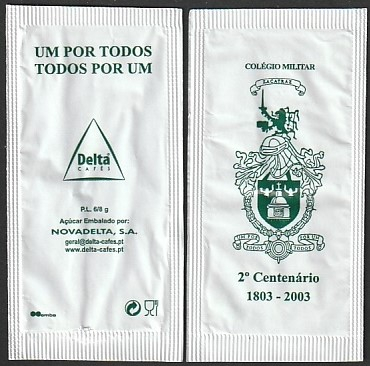 UM POR TODOS
TODOS POR UM
Delta
CAFÉS
P.L. 6/8 g
Açúcar Embalado por:
NOVADELTA, S.A.
geral@delta-cafes.pt
www.delta-cafes.pt
COLÉGIO MILITAR
ZACATRAZ
UM POR TODOS
POR UM TODOS
2º Centenário
1803 - 2003